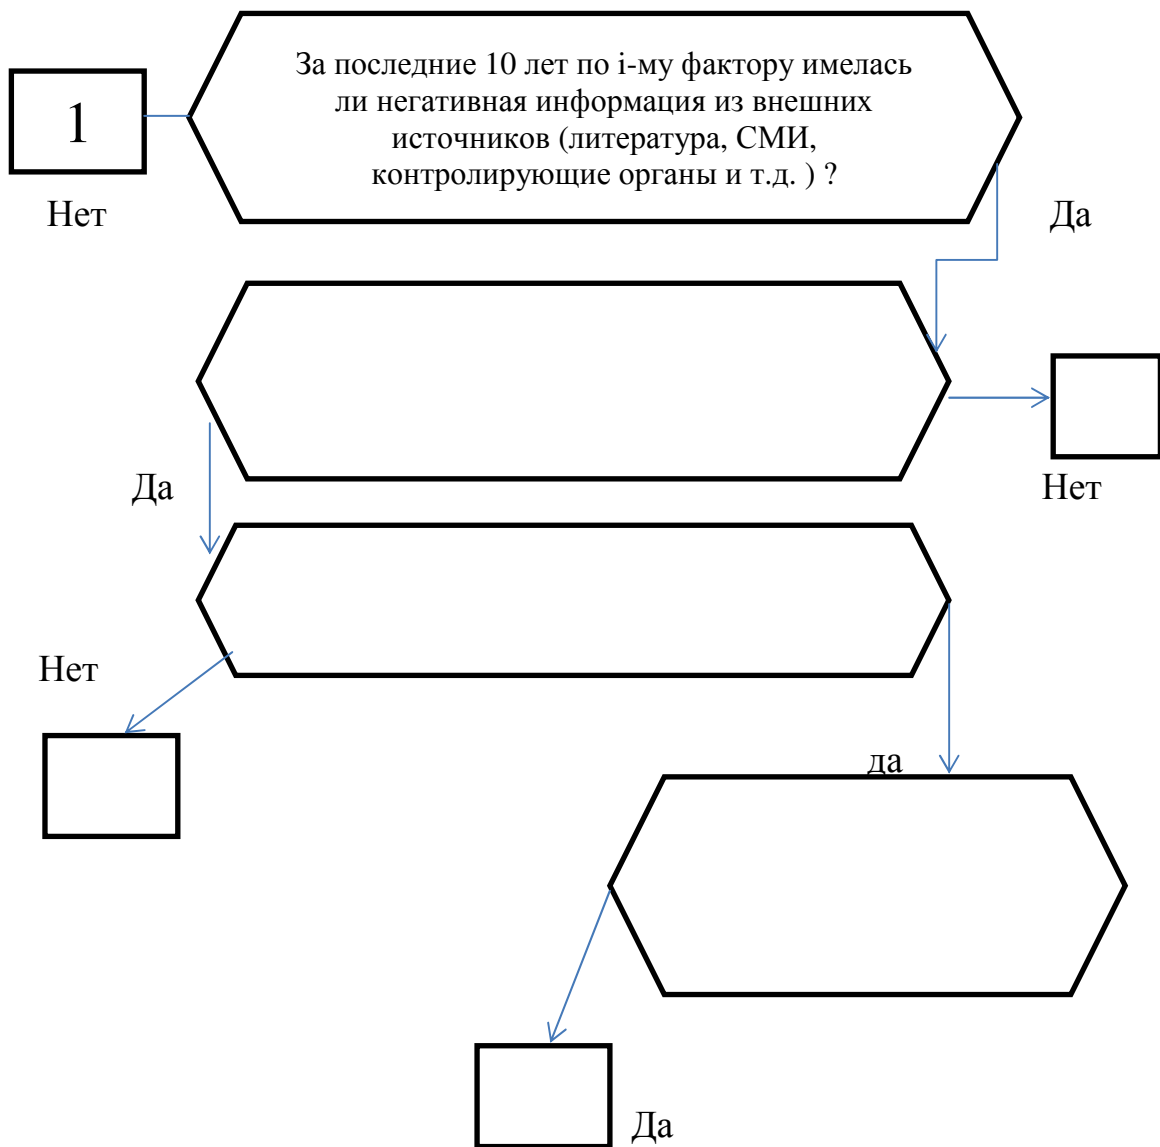 За последние 10 лет по i-му фактору имелась
ли негативная информация из внешних
источников (литература, СМИ,
контролирующие органы и т.д. ) ?
1
Нет
Да
Да
Нет
Нет
да
Да